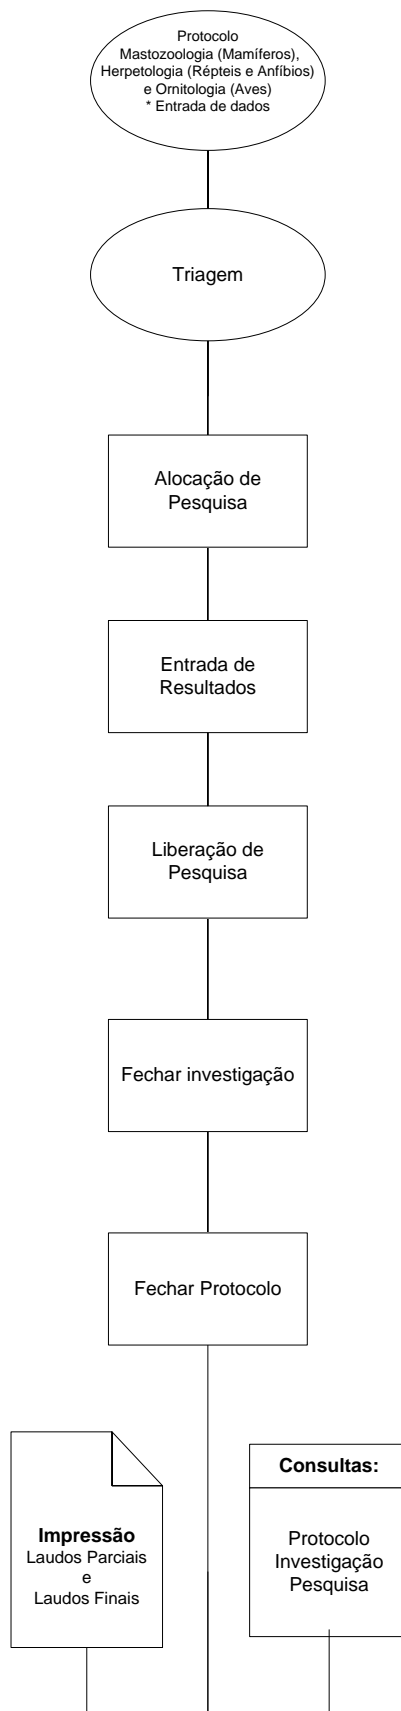 Protocolo
Mastozoologia (Mamíferos),
Herpetologia (Répteis e Anfíbios)
e Ornitologia (Aves)
* Entrada de dados
Triagem
Alocação de
Pesquisa
Entrada de
Resultados
Liberação de
Pesquisa
Fechar investigação
Fechar Protocolo
Impressão
Laudos Parciais
e
Laudos Finais
Consultas:
Protocolo
Investigação
Pesquisa